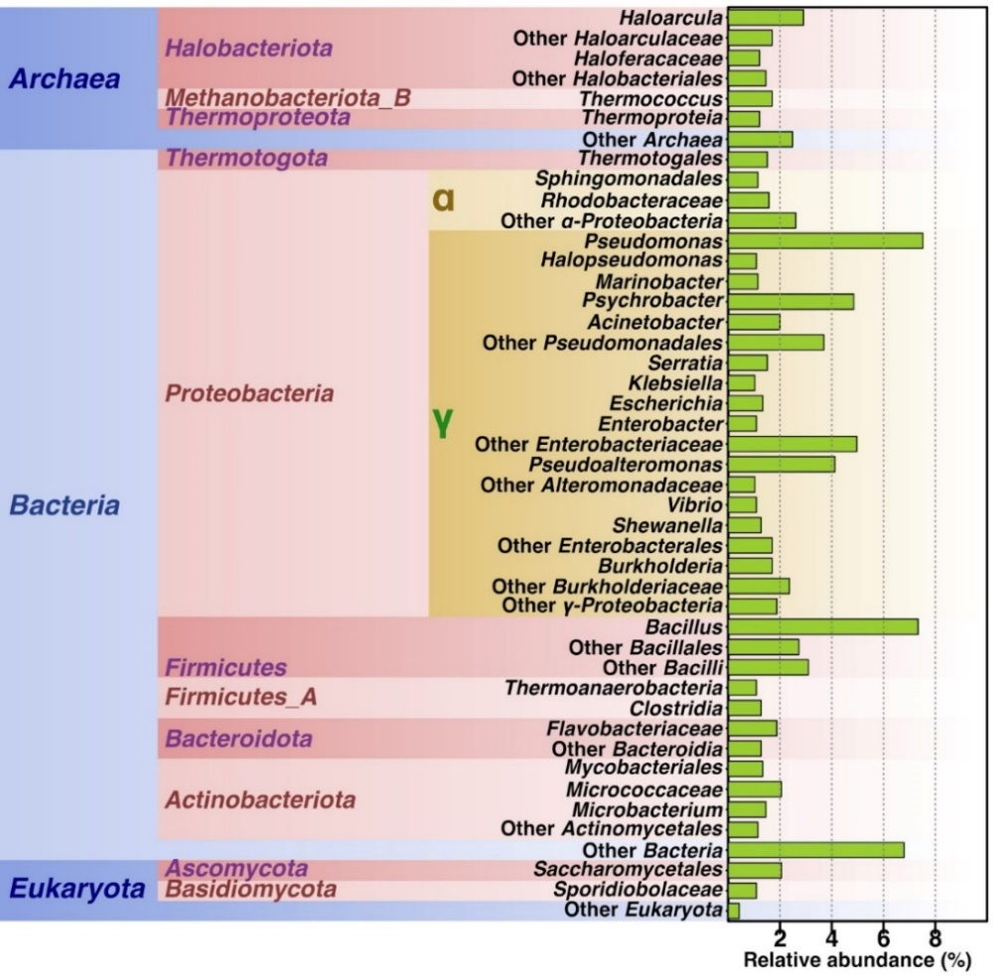 Archaea
Halobacteriota
Haloarcula
Other Haloarculaceae
Haloferacaceae
Other Halobacteriales
Methanobacteriota_B
Thermococcus
Thermoproteota
Thermoproteia
Other Archaea
Bacteria
Thermotogota
Thermotogales
Proteobacteria
α
Sphingomonadales
Rhodobacteraceae
Other α-Proteobacteria
γ
Pseudomonas
Halopseudomonas
Marinobacter
Psychrobacter
Acinetobacter
Other Pseudomonadales
Serratia
Klebsiella
Escherichia
Enterobacter
Other Enterobacteriaceae
Pseudoalteromonas
Other Alteromonadaceae
Vibrio
Shewanella
Other Enterobacterales
Burkholderia
Other Burkholderiaceae
Other γ-Proteobacteria
Firmicutes
Bacillus
Other Bacillales
Other Bacilli
Firmicutes_A
Thermoanaerobacteria
Clostridia
Bacteroidota
Flavobacteriaceae
Other Bacteroidia
Actinobacteriota
Mycobacteriales
Micrococcaceae
Microbacterium
Other Actinomycetales
Other Bacteria
Eukaryota
Ascomycota
Saccharomycetales
Basidiomycota
Sporidiobolaceae
Other Eukaryota
2 4 6 8
Relative abundance (%)